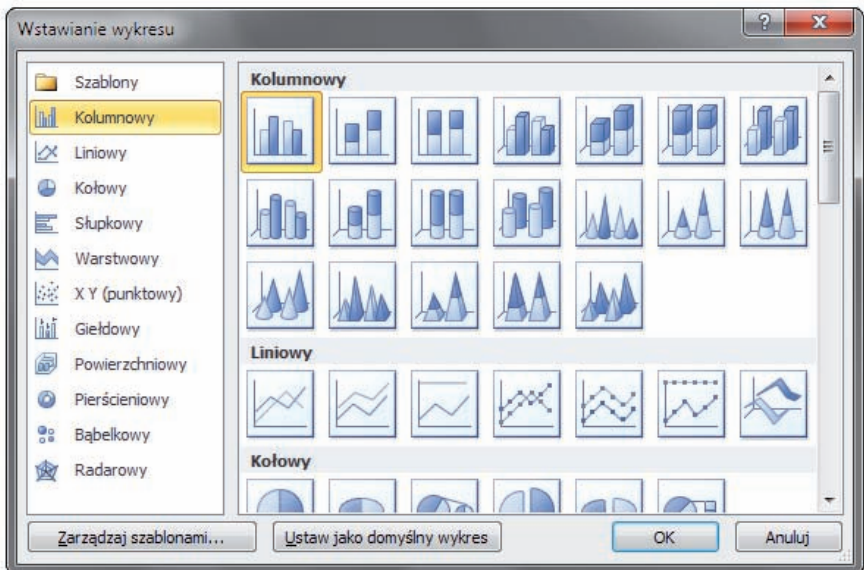 Wstawianie wykresu
Szablony
Kolumnowy
Liniowy
Kołowy
Słupkowy
Warstwowy
X Y (punktowy)
Giełdowy
Powierzchniowy
Pierścieniowy
Bąbelkowy
Radarowy
Kolumnowy
Liniowy
Kołowy
Zarządzaj szablonami...
Ustaw jako domyślny wykres
OK
Anuluj